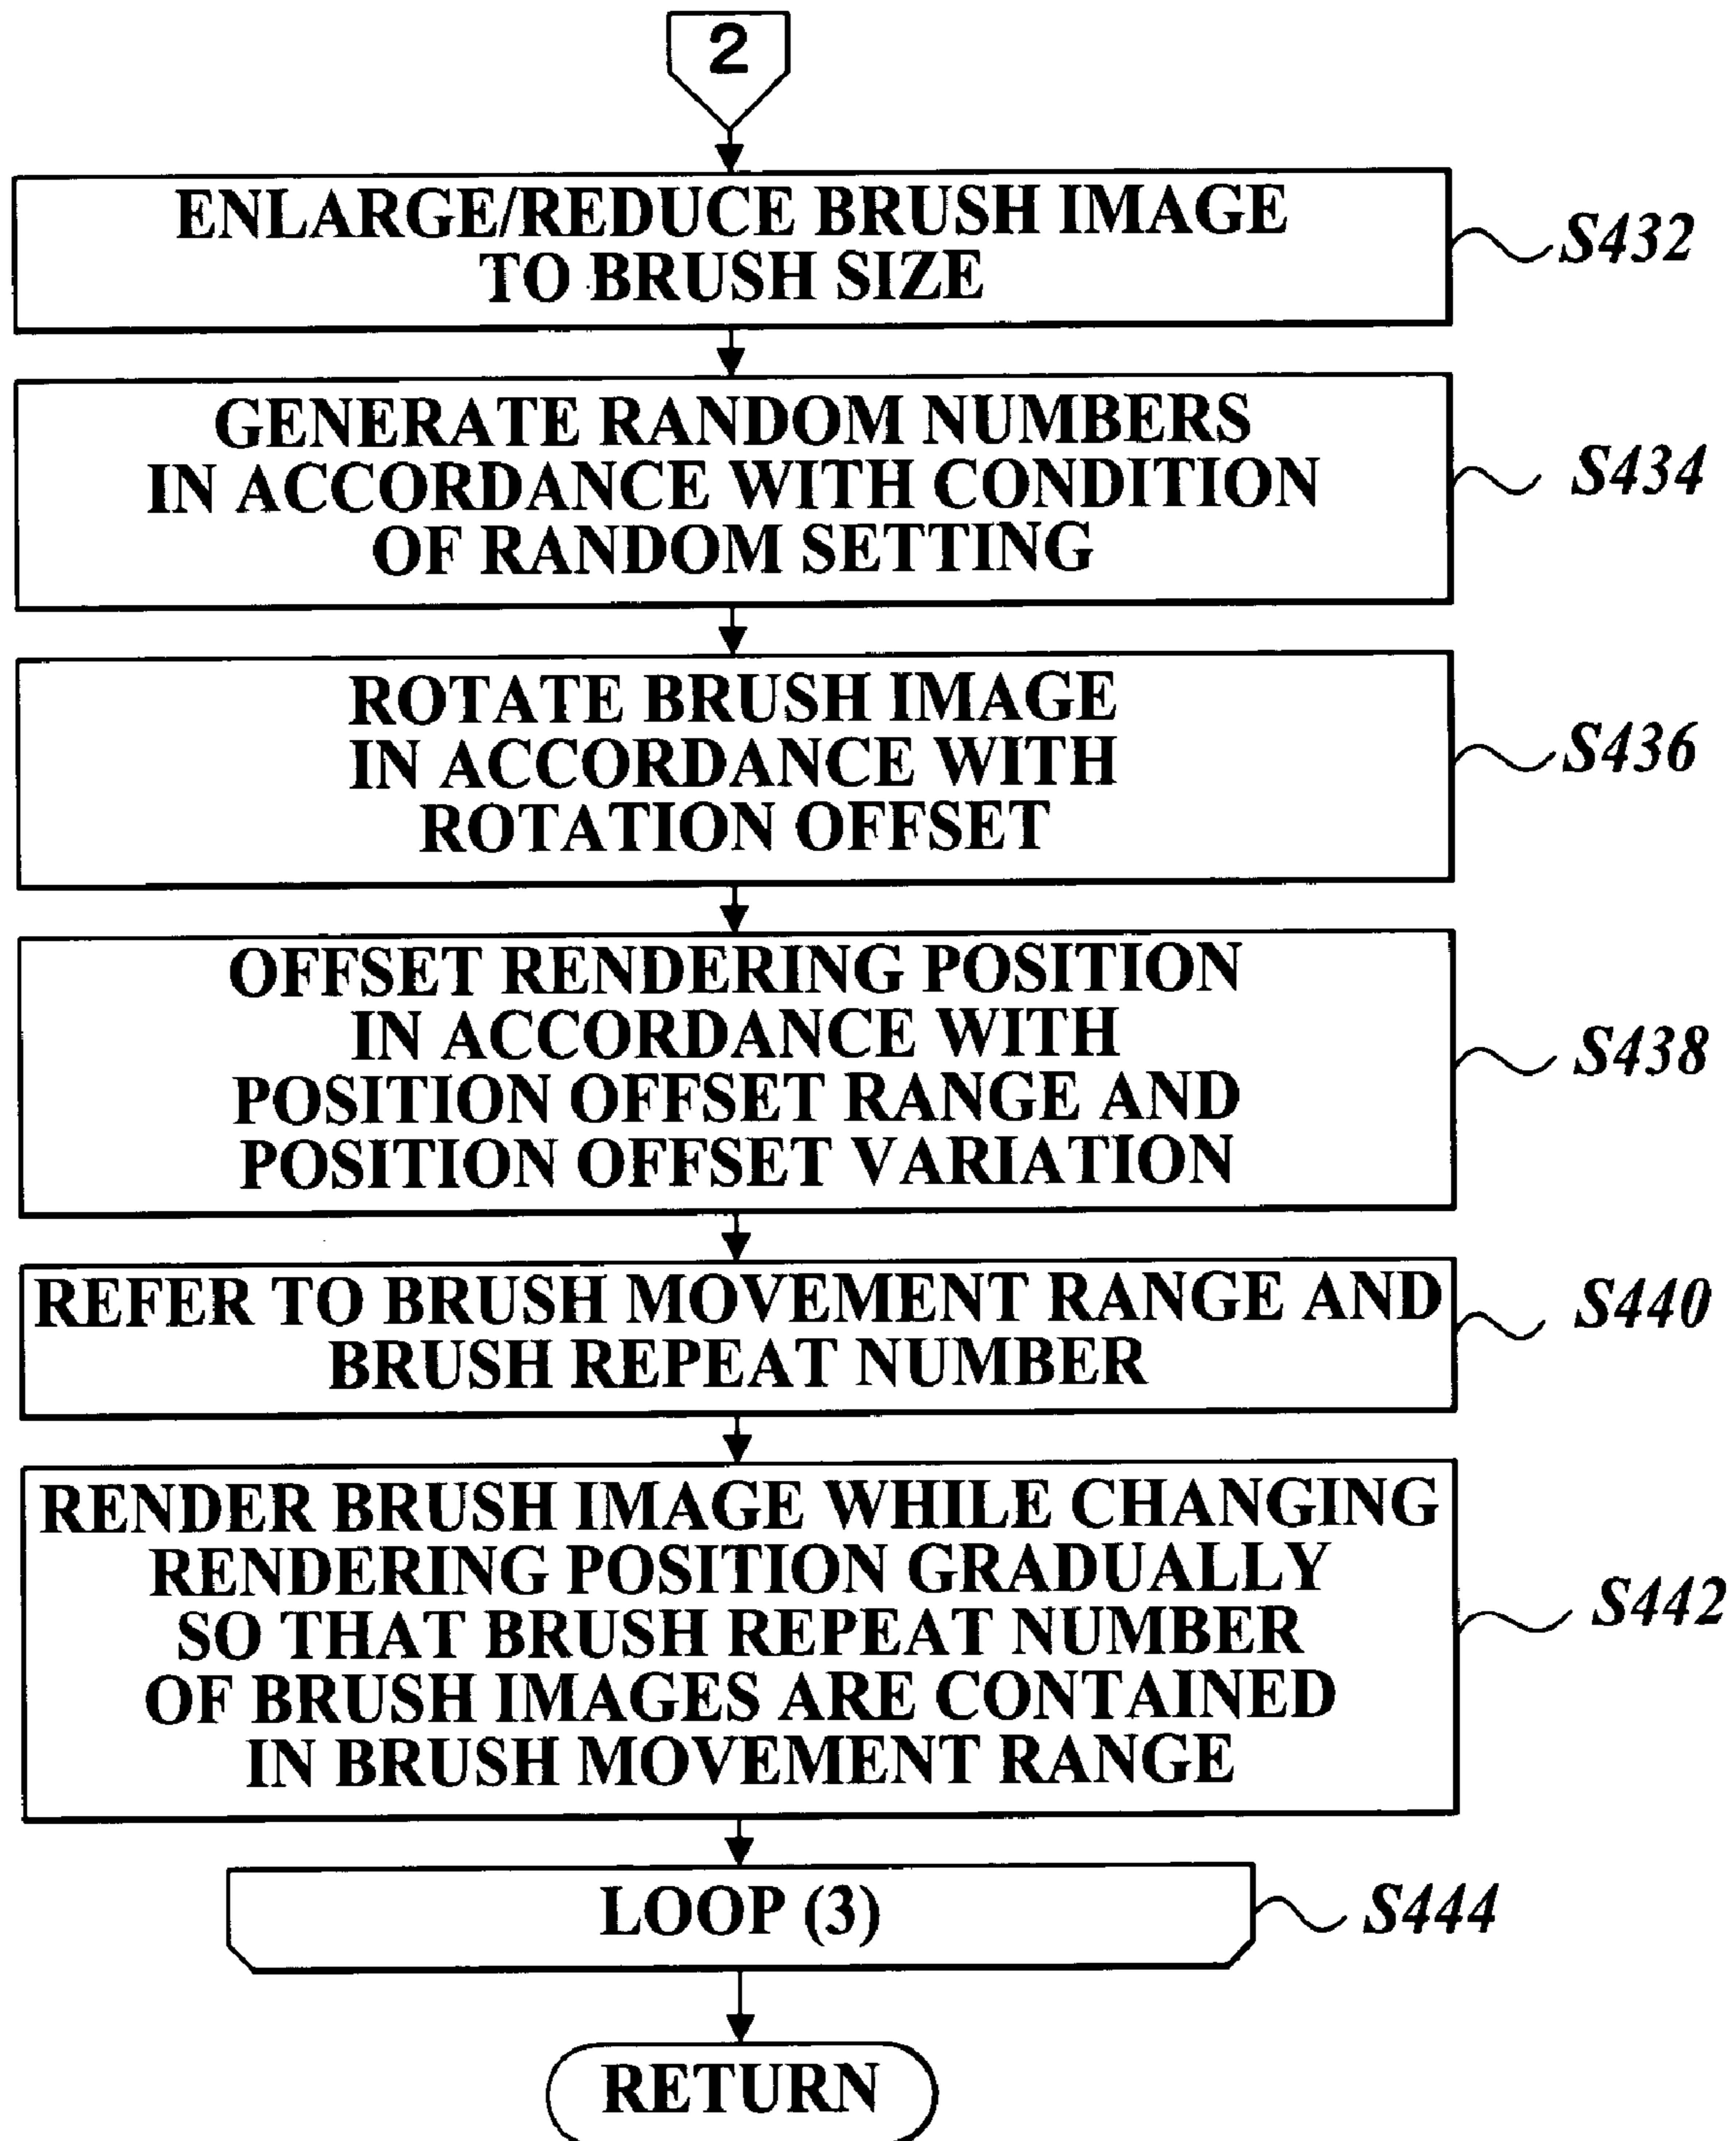 2
ENLARGE/REDUCE BRUSH IMAGE
TO BRUSH SIZE
S432
GENERATE RANDOM NUMBERS
IN ACCORDANCE WITH CONDITION
OF RANDOM SETTING
S434
ROTATE BRUSH IMAGE
IN ACCORDANCE WITH
ROTATION OFFSET
S436
OFFSET RENDERING POSITION
IN ACCORDANCE WITH
POSITION OFFSET RANGE AND
POSITION OFFSET VARIATION
S438
REFER TO BRUSH MOVEMENT RANGE AND
BRUSH REPEAT NUMBER
S440
RENDER BRUSH IMAGE WHILE CHANGING
RENDERING POSITION GRADUALLY
SO THAT BRUSH REPEAT NUMBER
OF BRUSH IMAGES ARE CONTAINED
IN BRUSH MOVEMENT RANGE
S442
LOOP (3)
S444
RETURN